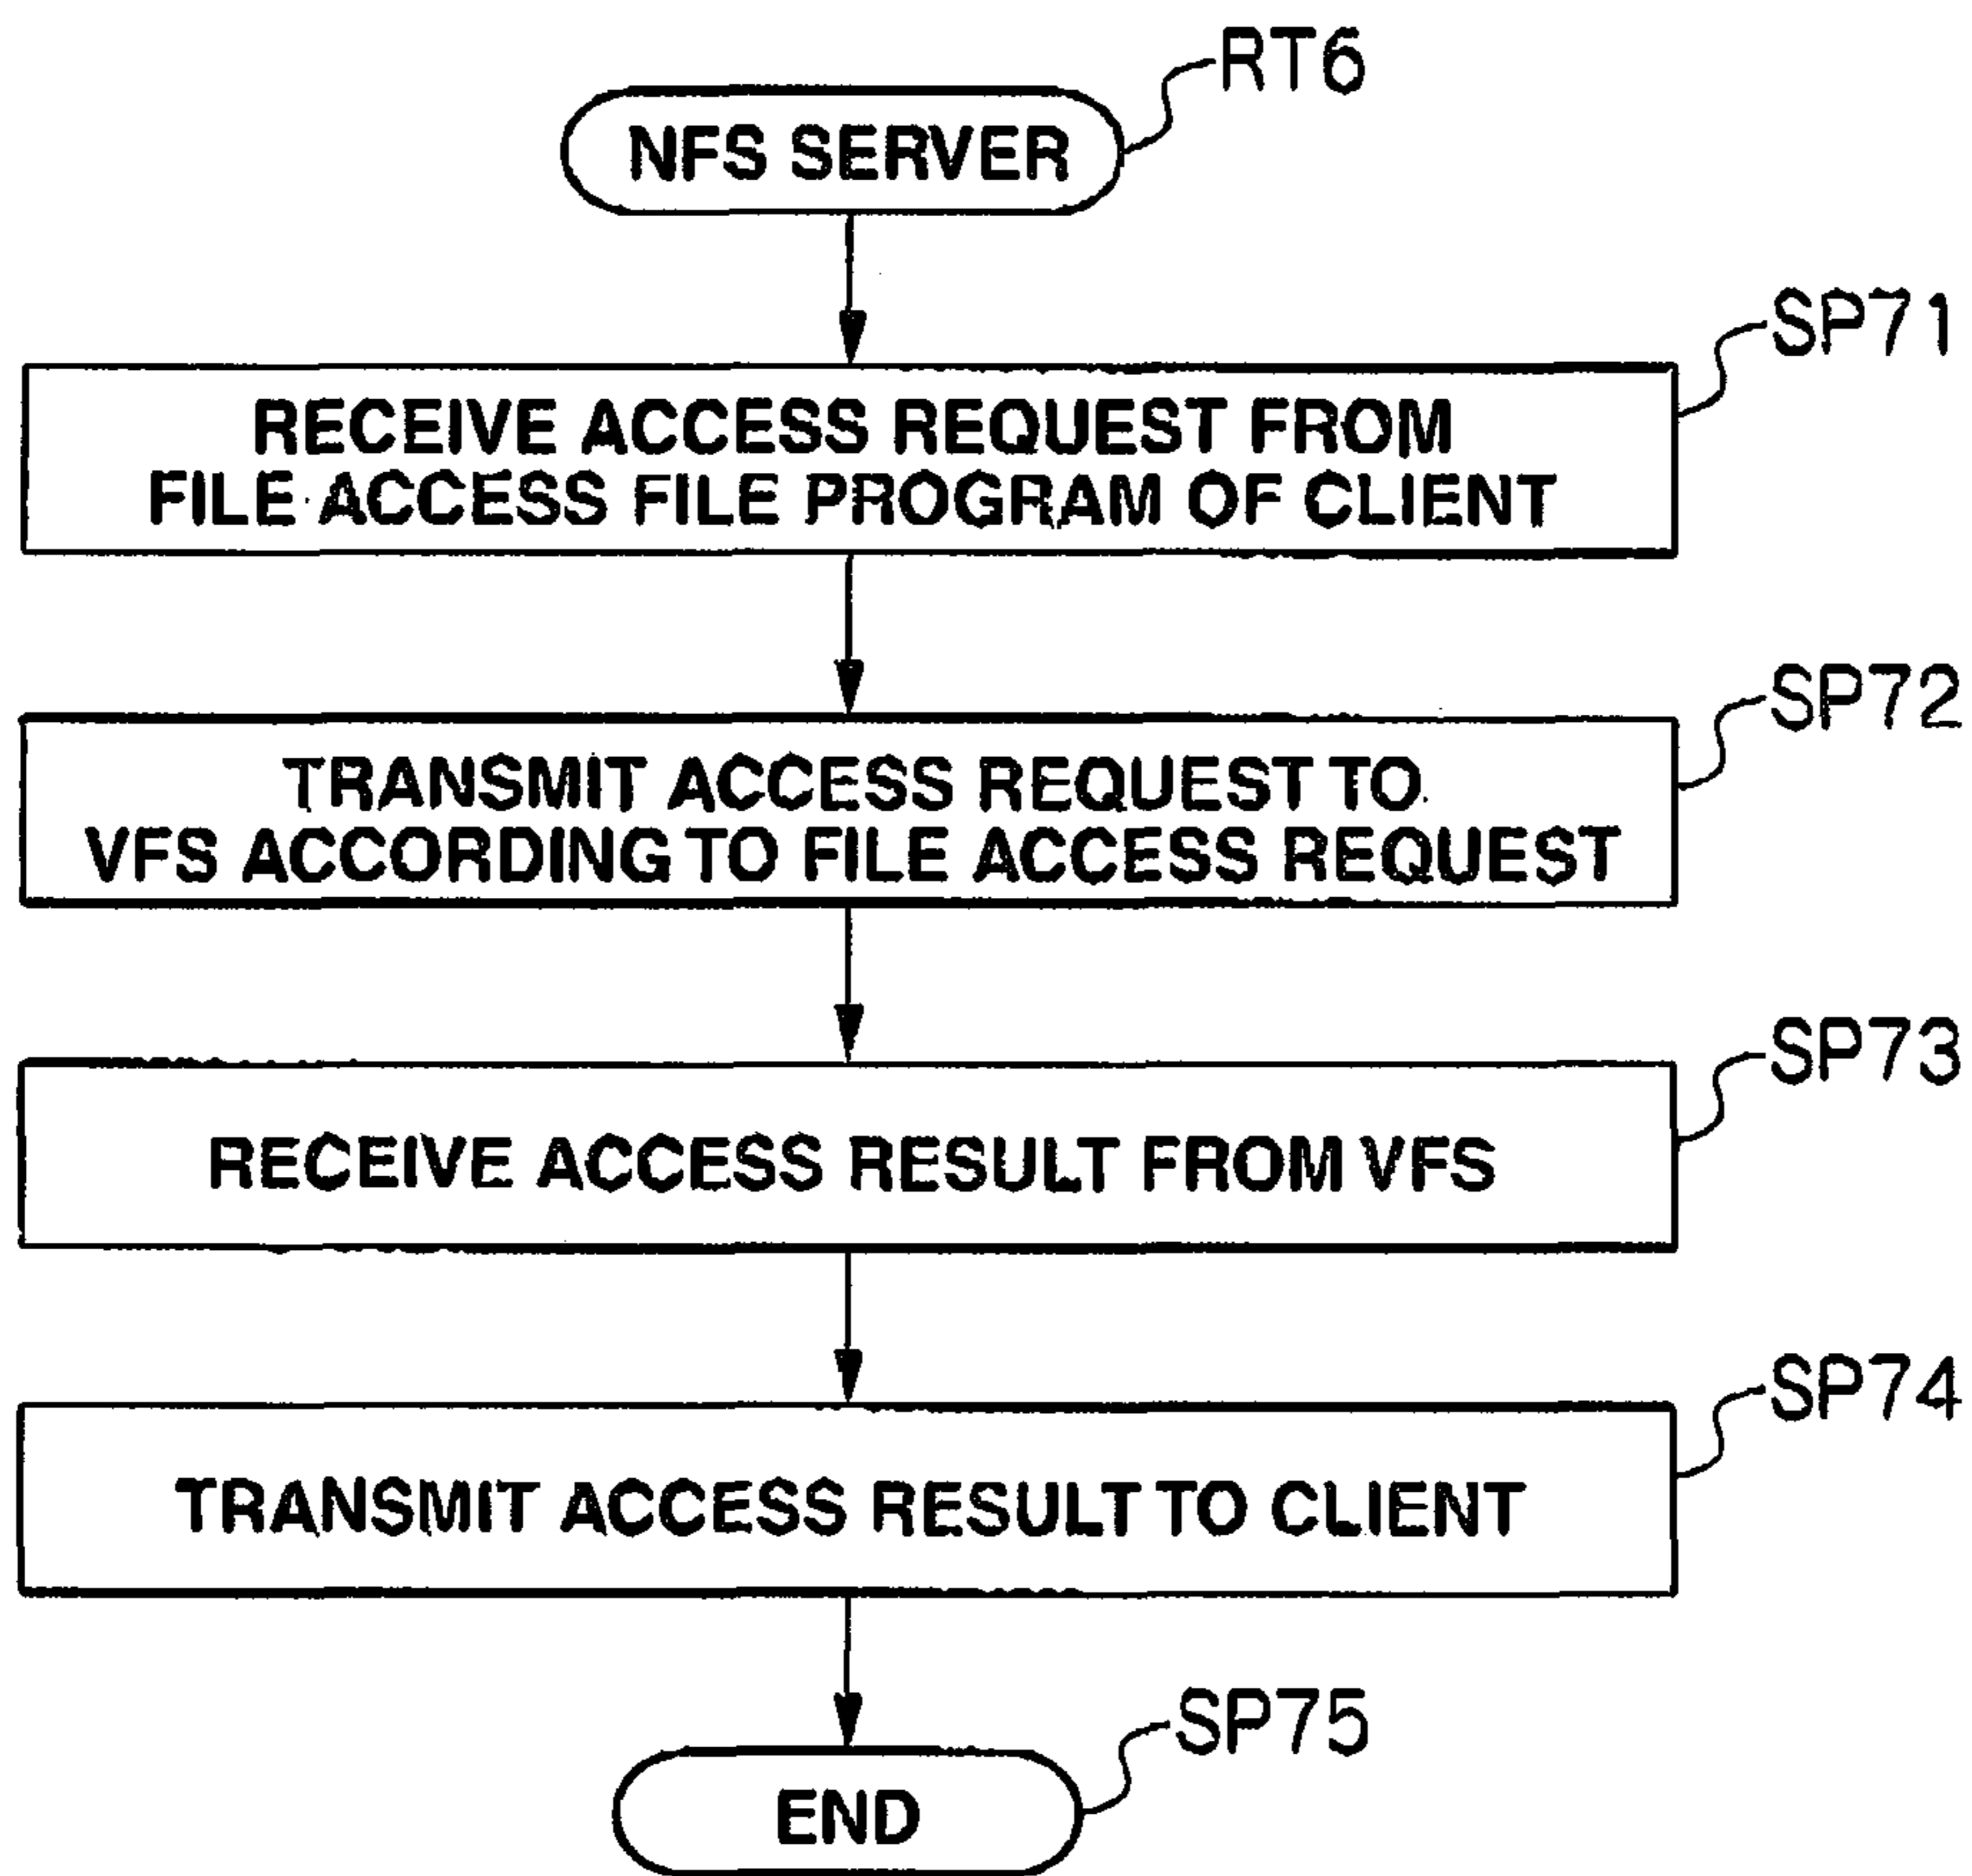 RT6
NFS SERVER
SP71
RECEIVE ACCESS REQUEST FROM
FILE ACCESS FILE PROGRAM OF CLIENT
SP72
TRANSMIT ACCESS REQUEST TO
VFS ACCORDING TO FILE ACCESS REQUEST
SP73
RECEIVE ACCESS RESULT FROM VFS
SP74
TRANSMIT ACCESS RESULT TO CLIENT
SP75
END